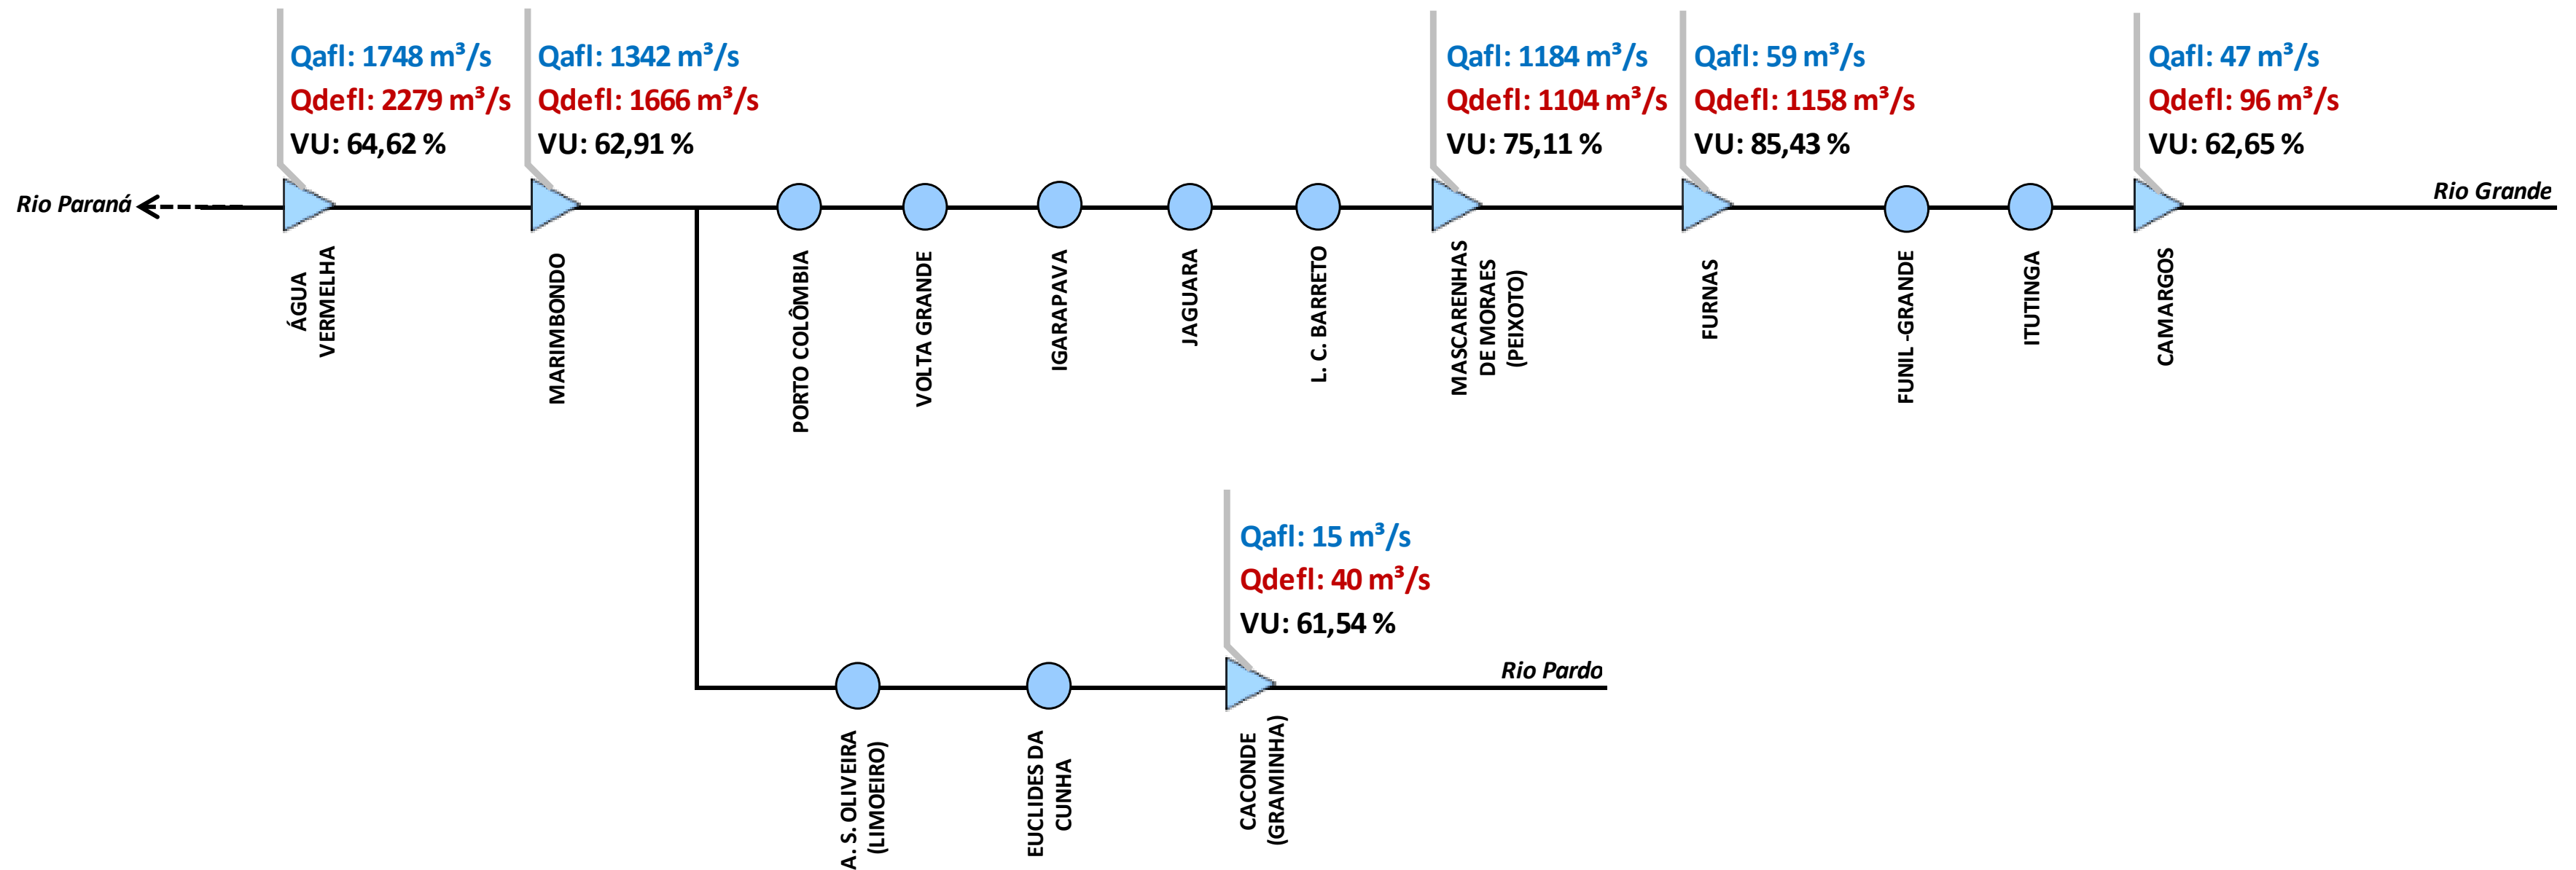 Qafl: 1748 m³/s
Qdefl: 2279 m³/s
VU: 64,62 %
Qafl: 1342 m³/s
Qdefl: 1666 m³/s
VU: 62,91 %
Qafl: 1184 m³/s
Qdefl: 1104 m³/s
VU: 75,11 %
Qafl: 59 m³/s
Qdefl: 1158 m³/s
VU: 85,43 %
Qafl: 47 m³/s
Qdefl: 96 m³/s
VU: 62,65 %
Rio Paraná
Rio Grande
ÁGUA
VERMELHA
MARIMBONDO
PORTO COLÔMBIA
VOLTA GRANDE
IGARAPAVA
JAGUARA
L. C. BARRETO
MASCARENHAS
DE MORAES
(PEIXOTO)
FURNAS
FUNIL -GRANDE
ITUTINGA
CAMARGOS
Qafl: 15 m³/s
Qdefl: 40 m³/s
VU: 61,54 %
Rio Pardo
A. S. OLIVEIRA
(LIMOEIRO)
EUCLIDES DA
CUNHA
CACONDE
(GRAMINHA)